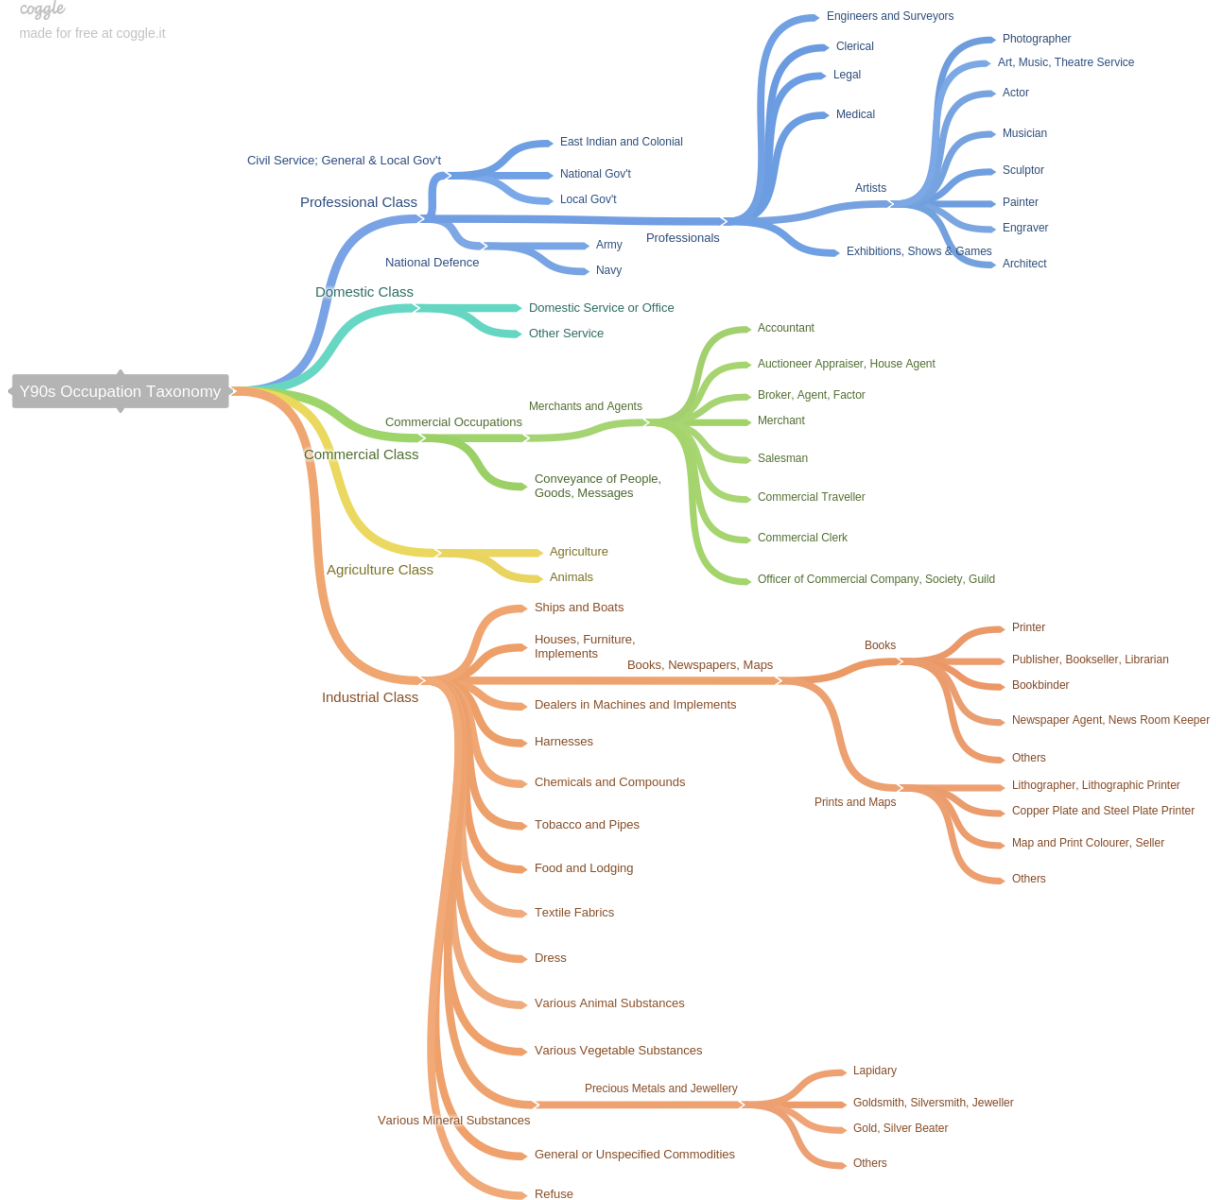 coggle
made for free at coggle.it
Y90s Occupation Taxonomy
Professional Class
Civil Service; General & Local Gov't
East Indian and Colonial
National Gov't
Local Gov't
Professionals
Engineers and Surveyors
Clerical
Legal
Medical
Artists
Photographer
Art, Music, Theatre Service
Actor
Musician
Sculptor
Painter
Engraver
Architect
Exhibitions, Shows & Games
National Defence
Army
Navy
Domestic Class
Domestic Service or Office
Other Service
Commercial Class
Commercial Occupations
Merchants and Agents
Accountant
Auctioneer Appraiser, House Agent
Broker, Agent, Factor
Merchant
Salesman
Commercial Traveller
Commercial Clerk
Officer of Commercial Company, Society, Guild
Conveyance of People,
Goods, Messages
Agriculture Class
Agriculture
Animals
Industrial Class
Ships and Boats
Houses, Furniture,
Implements
Books, Newspapers, Maps
Books
Printer
Publisher, Bookseller, Librarian
Bookbinder
Newspaper Agent, News Room Keeper
Others
Prints and Maps
Lithographer, Lithographic Printer
Copper Plate and Steel Plate Printer
Map and Print Colourer, Seller
Others
Dealers in Machines and Implements
Harnesses
Chemicals and Compounds
Tobacco and Pipes
Food and Lodging
Textile Fabrics
Dress
Various Animal Substances
Various Vegetable Substances
Various Mineral Substances
Precious Metals and Jewellery
Lapidary
Goldsmith, Silversmith, Jeweller
Gold, Silver Beater
Others
General or Unspecified Commodities
Refuse